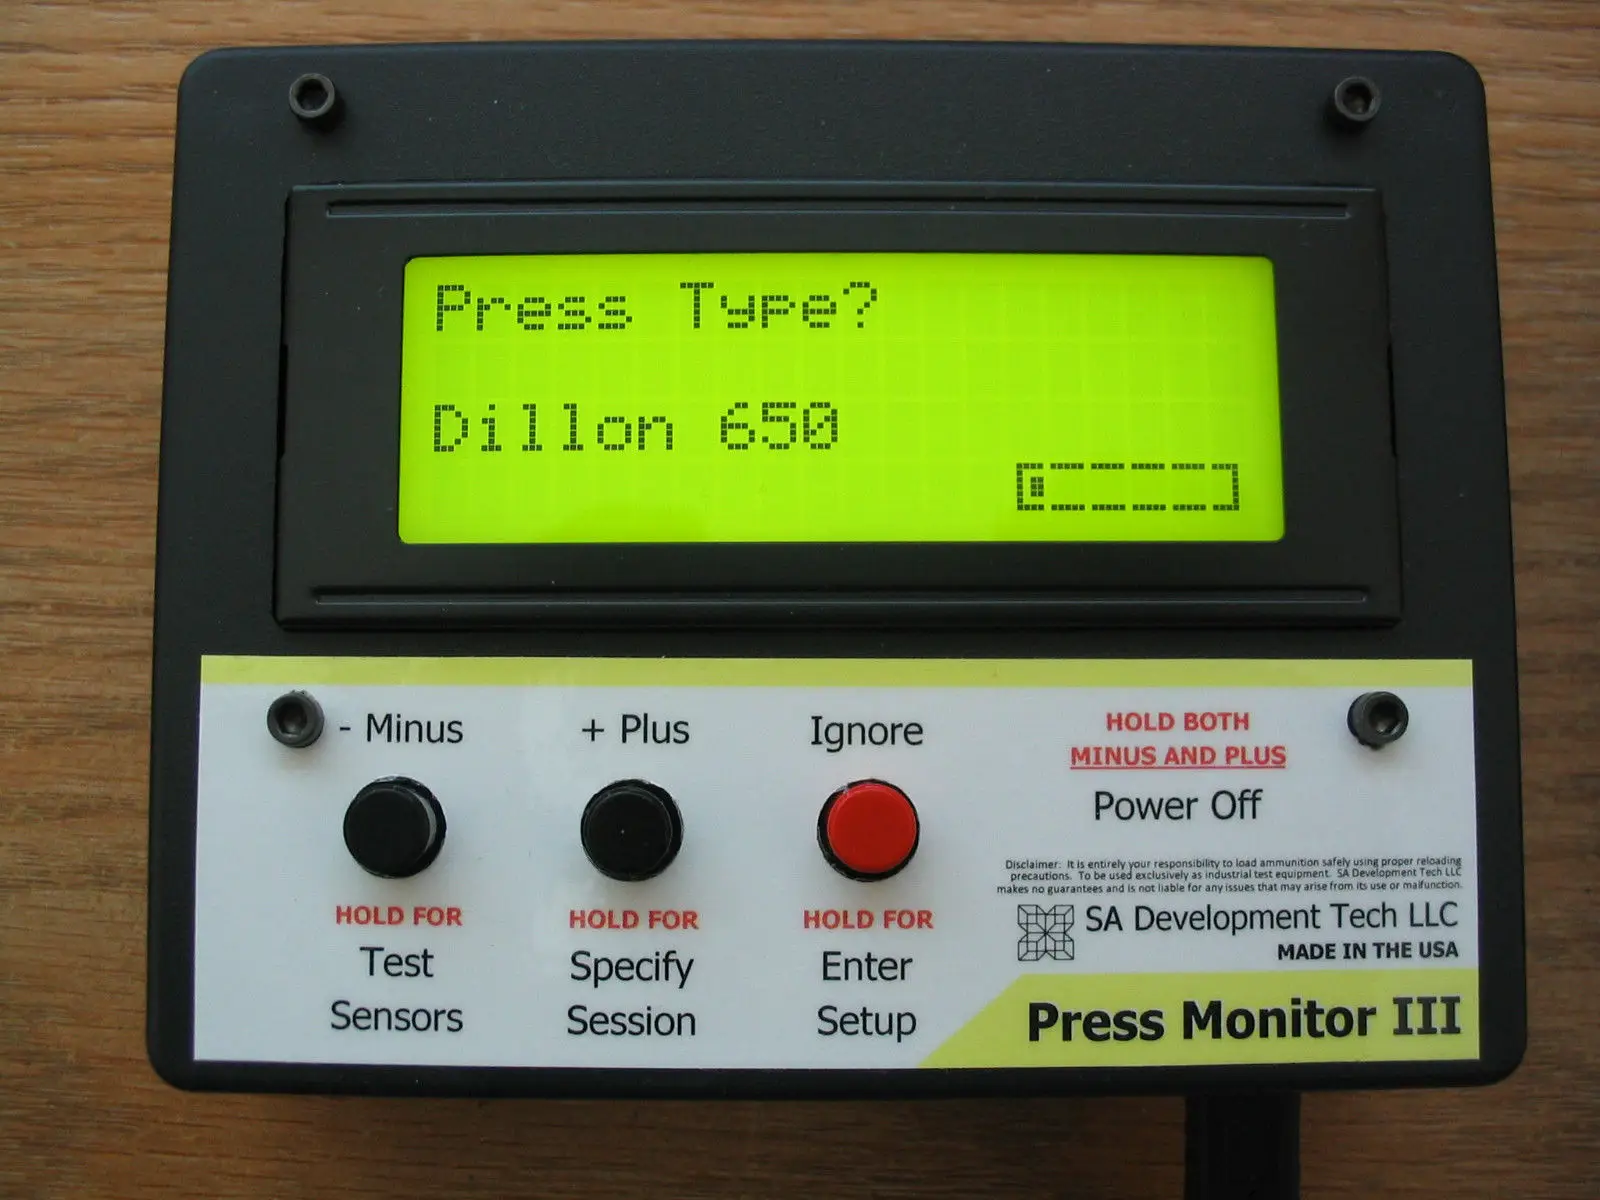 Press Type?
Dillon 650
- Minus
+ Plus
Ignore
HOLD BOTH
MINUS AND PLUS
Power Off
HOLD FOR
Test
Sensors
HOLD FOR
Specify
Session
HOLD FOR
Enter
Setup
Disclaimer: It is entirely your responsibility to load ammunition safely using proper reloading
precautions. To be used exclusively as industrial test equipment. SA Development Tech LLC
makes no guarantees and is not liable for any issues that may arise from its use or malfunction.
SA Development Tech LLC
MADE IN THE USA
Press Monitor III